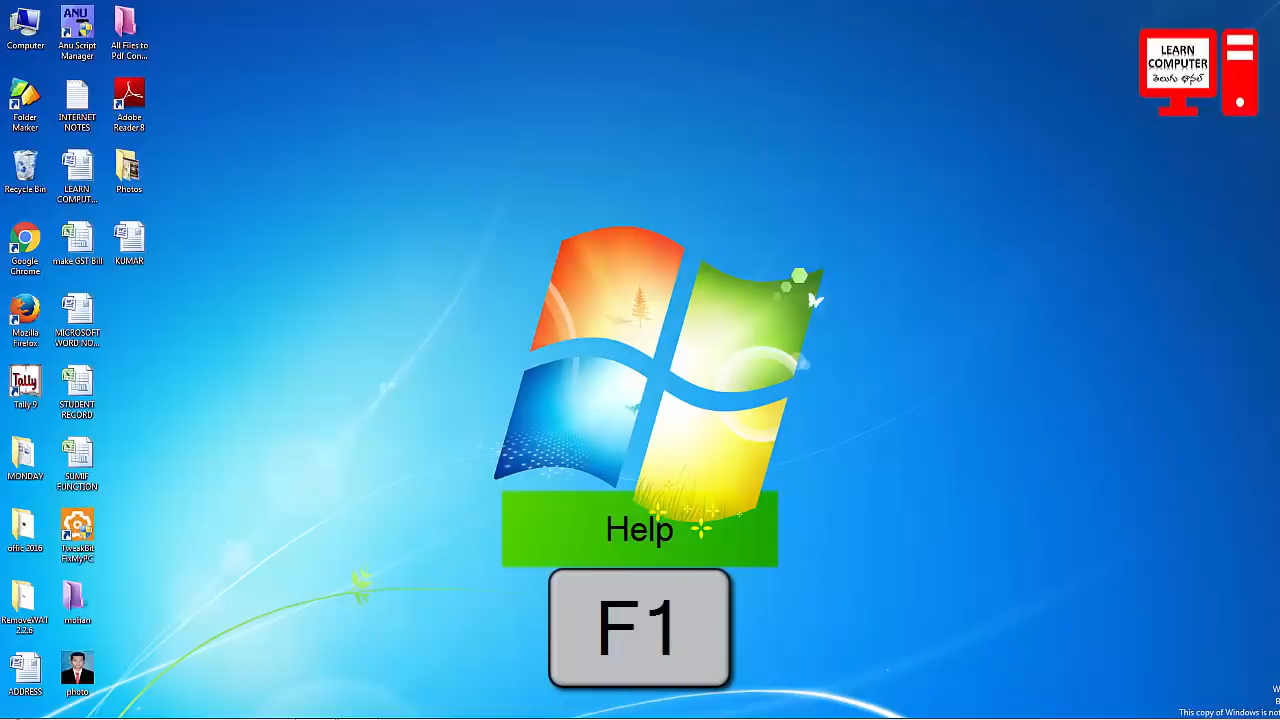 Computer
Anu Script
Manager
All Files to
Pdf Con...
ANU
Folder
Marker
INTERNET
NOTES
Adobe
Reader 8
Recycle Bin
LEARN
COMPUT...
Photos
Google
Chrome
make GST Bill
KUMAR
Mozilla
Firefox
MICROSOFT
WORD NO...
Tally
Tally 9
STUDENT
RECORD
MONDAY
SUMIF
FUNCTION
offic 2016
TweakBit
FixMyPC
RemoveWAT
2.2.6
mohan
ADDRESS
photo
LEARN
COMPUTER
తెలుగు ఛానల్
Help
F1
W
B
This copy of Windows is not